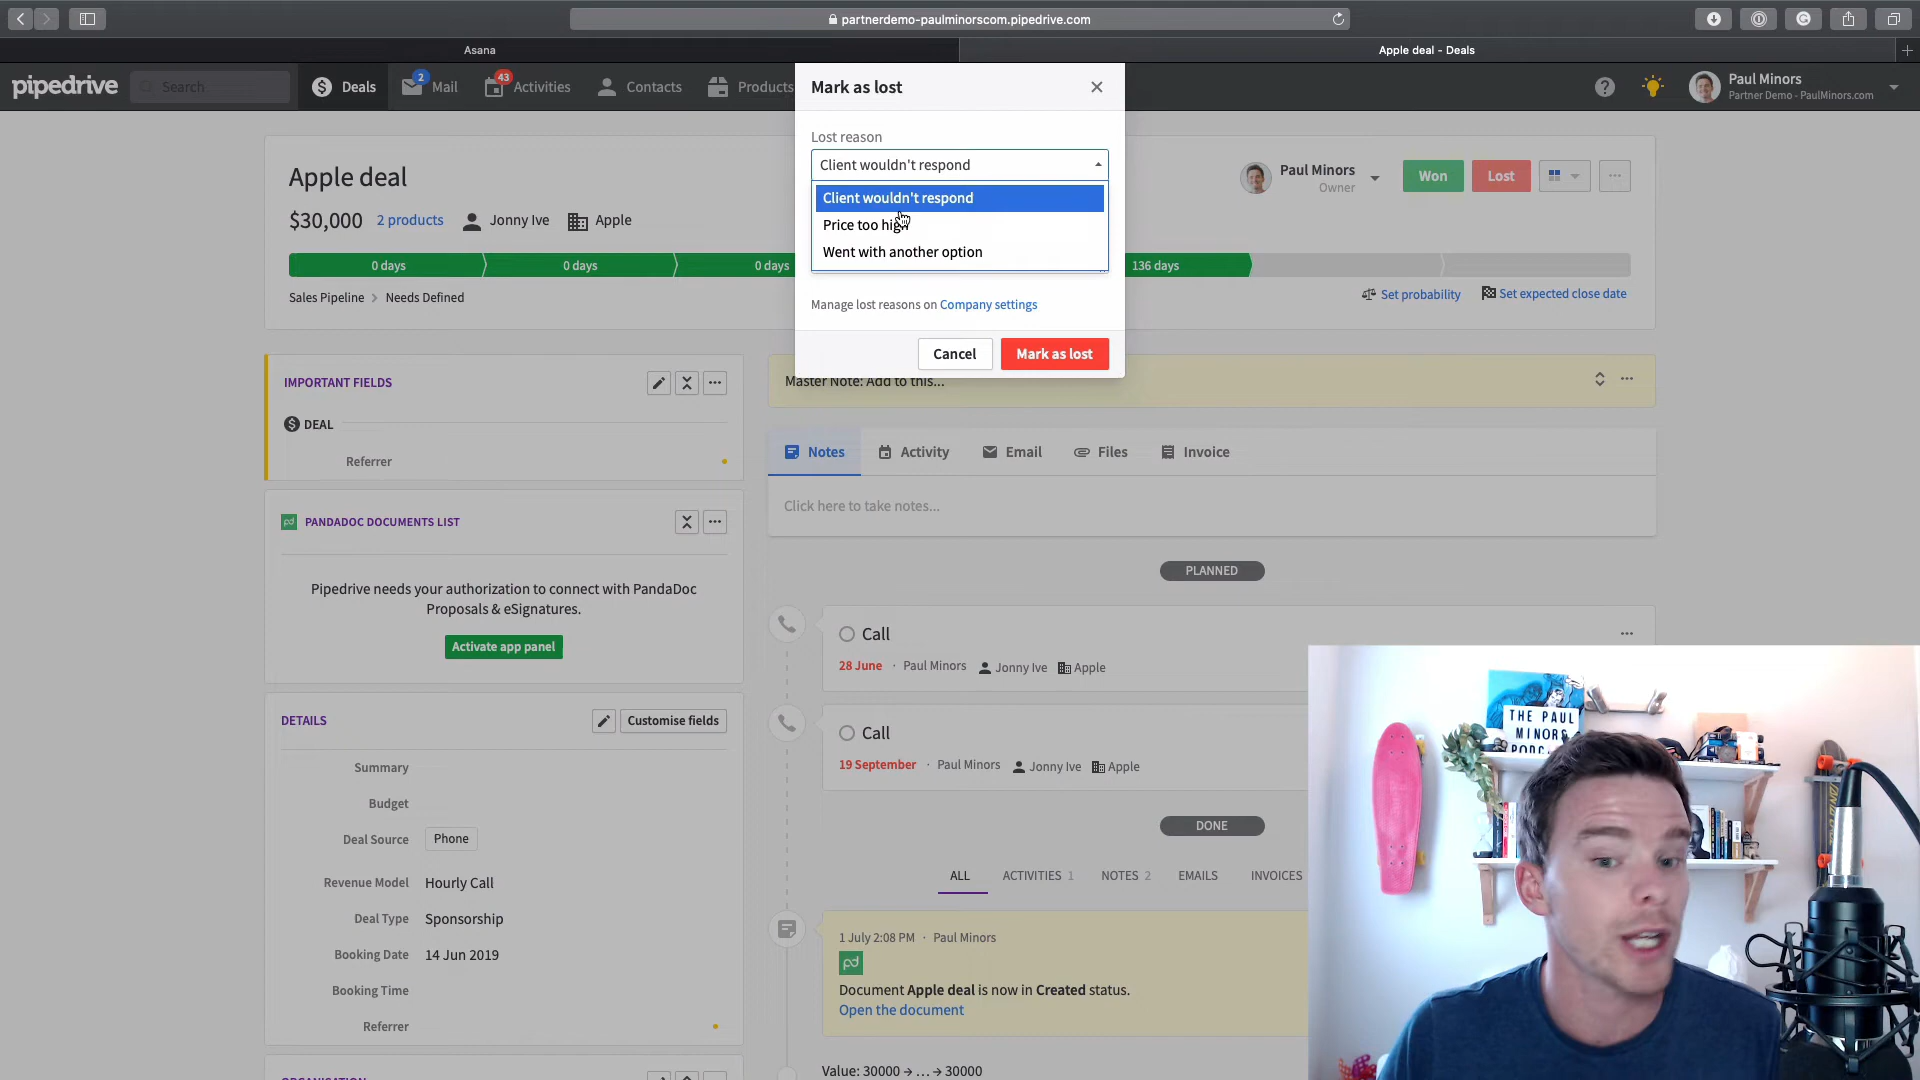 partnerdemo-paulminorscom.pipedrive.com
Asana
Apple deal - Deals
pipedrive
Search
Deals
2
Mail
43
Activities
Contacts
Products
Paul Minors
Partner Demo - PaulMinors.com
Mark as lost
Lost reason
Client wouldn't respond
Client wouldn't respond
Price too high
Went with another option
Manage lost reasons on Company settings
Cancel
Mark as lost
Apple deal
$30,000
2 products
Jonny Ive
Apple
Paul Minors
Owner
Won
Lost
0 days
0 days
0 days
136 days
Sales Pipeline > Needs Defined
Set probability
Set expected close date
IMPORTANT FIELDS
DEAL
Referrer
PANDADOC DOCUMENTS LIST
Pipedrive needs your authorization to connect with PandaDoc
Proposals & eSignatures.
Activate app panel
DETAILS
Customise fields
Summary
Budget
Deal Source Phone
Revenue Model Hourly Call
Deal Type Sponsorship
Booking Date 14 Jun 2019
Booking Time
Referrer
Master Note: Add to this...
Notes
Activity
Email
Files
Invoice
Click here to take notes...
PLANNED
Call
28 June · Paul Minors Jonny Ive Apple
Call
19 September · Paul Minors Jonny Ive Apple
DONE
ALL
ACTIVITIES 1
NOTES 2
EMAILS
INVOICES
1 July 2:08 PM · Paul Minors
pd
Document Apple deal is now in Created status.
Open the document
Value: 30000 → … → 30000
THE PAUL
MINORS